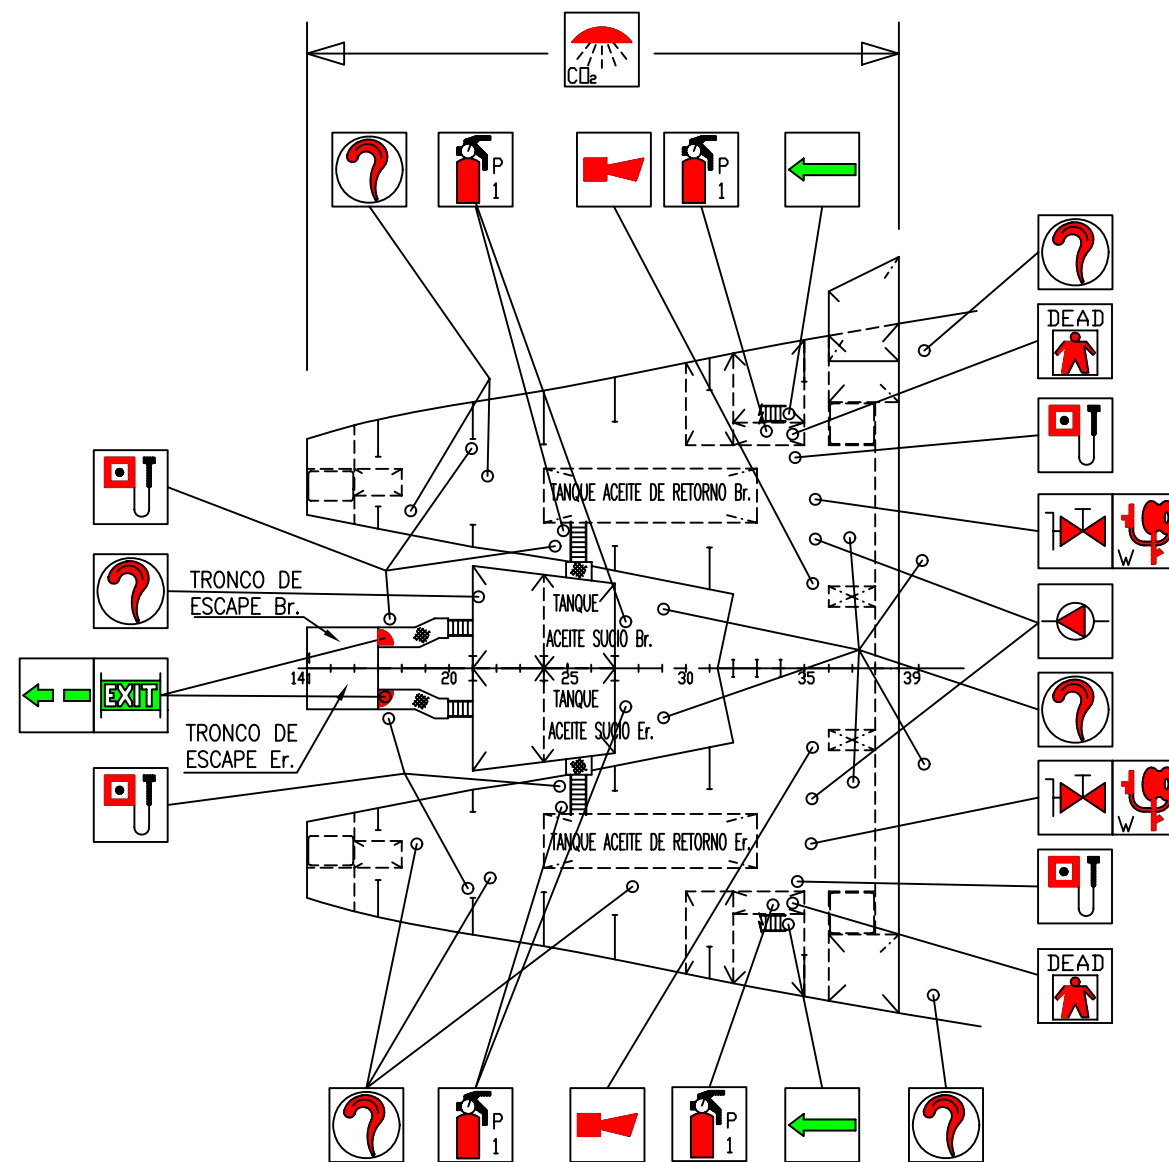 CO₂
P
1
P
1
DEAD
TANQUE ACEITE DE RETORNO Br.
W
TRONCO DE
ESCAPE Br.
TANQUE
ACEITE SUCIO Br.
EXIT
14
20
25
30
35
39
TANQUE
ACEITE SUCIO Er.
TRONCO DE
ESCAPE Er.
W
TANQUE ACEITE DE RETORNO Er.
DEAD
P
1
P
1